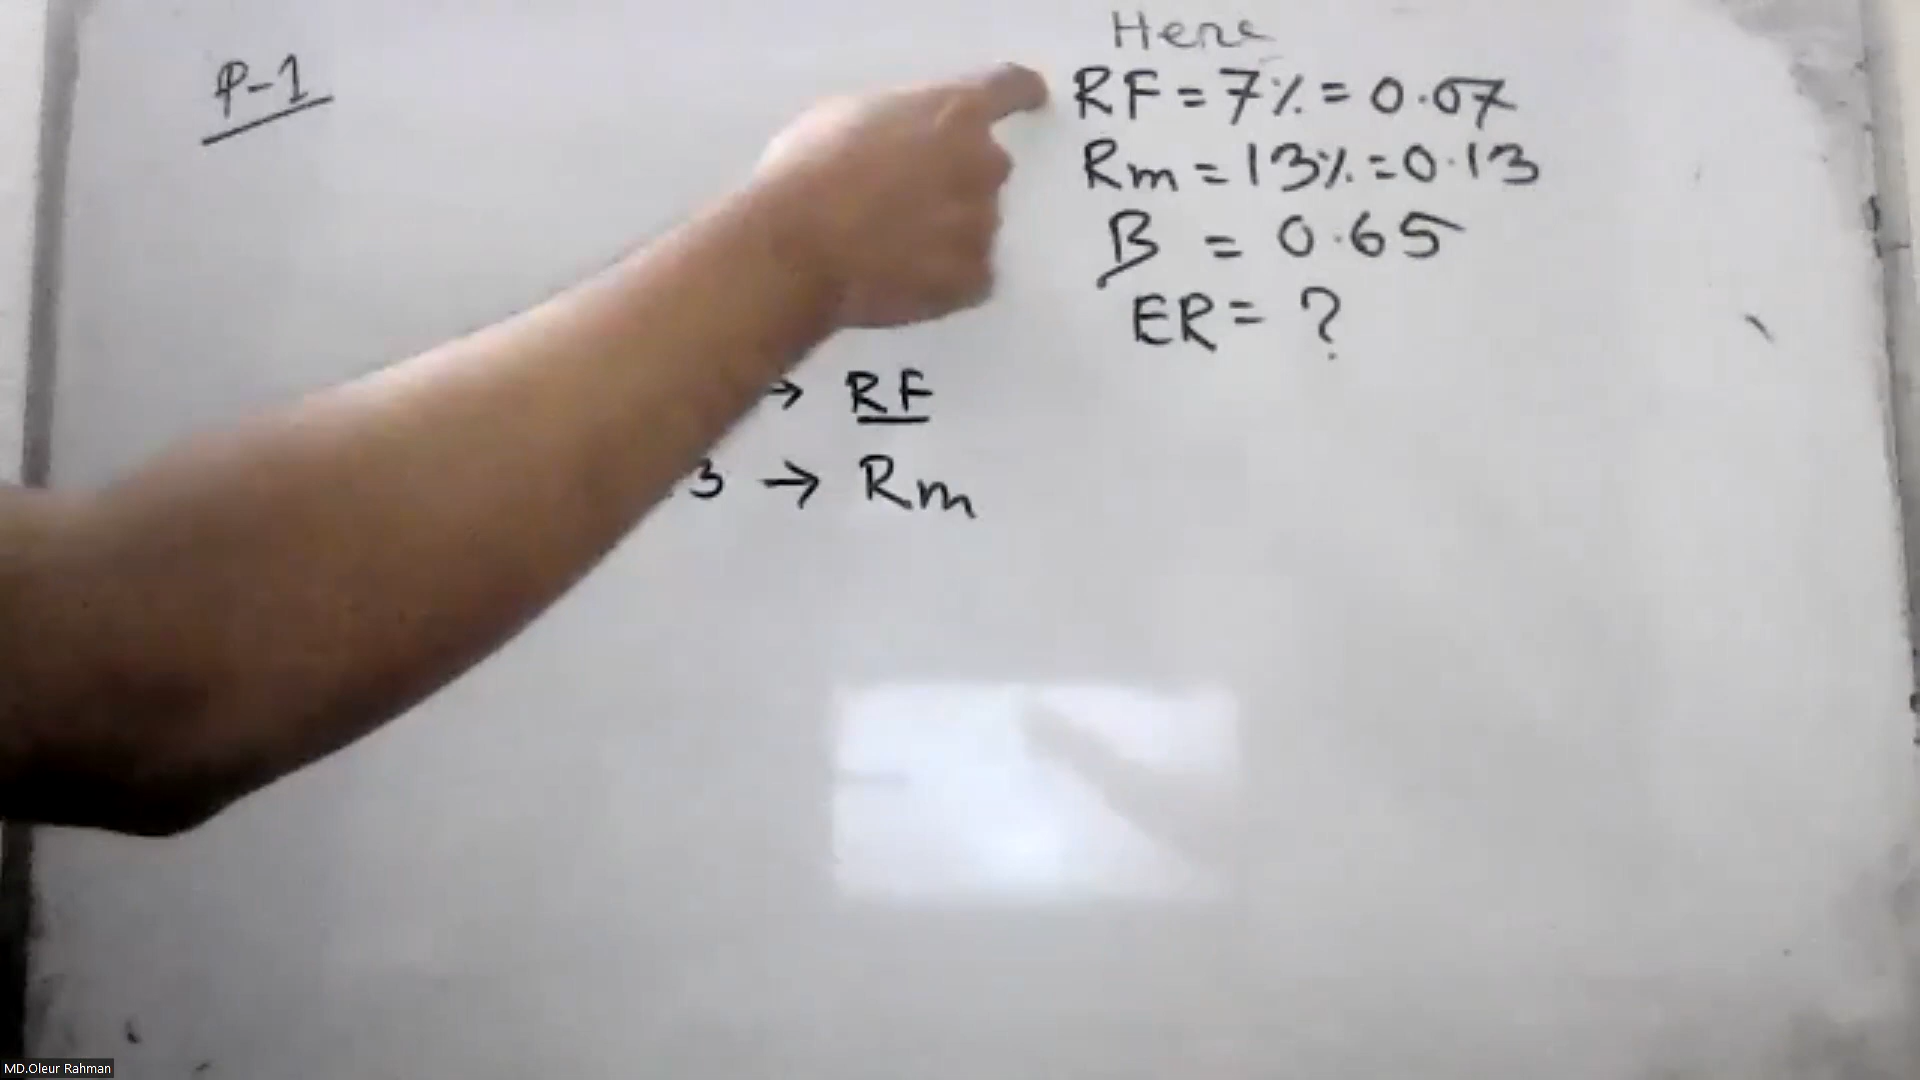 P-1
Here
RF = 7% = 0.07
Rm = 13% = 0.13
B = 0.65
ER = ?
→ RF
3 → Rm
MD.Oleur Rahman